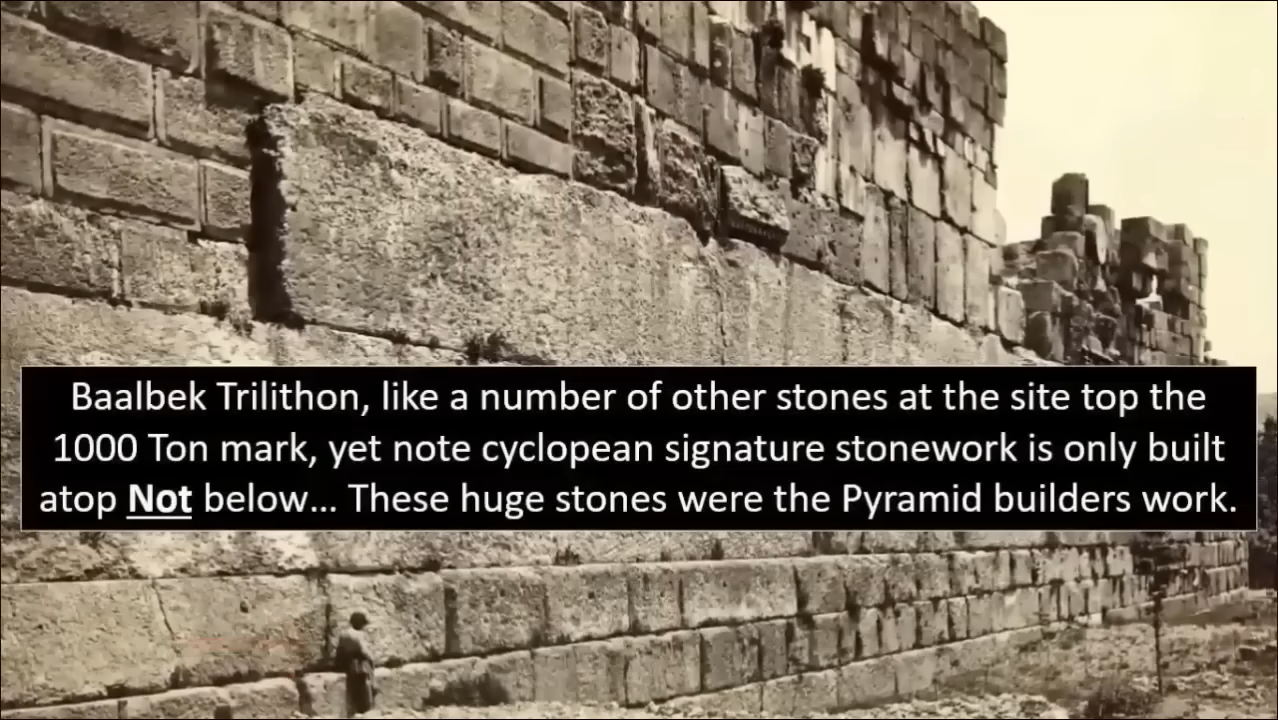 Baalbek Trilithon, like a number of other stones at the site top the
1000 Ton mark, yet note cyclopean signature stonework is only built
atop Not below... These huge stones were the Pyramid builders work.